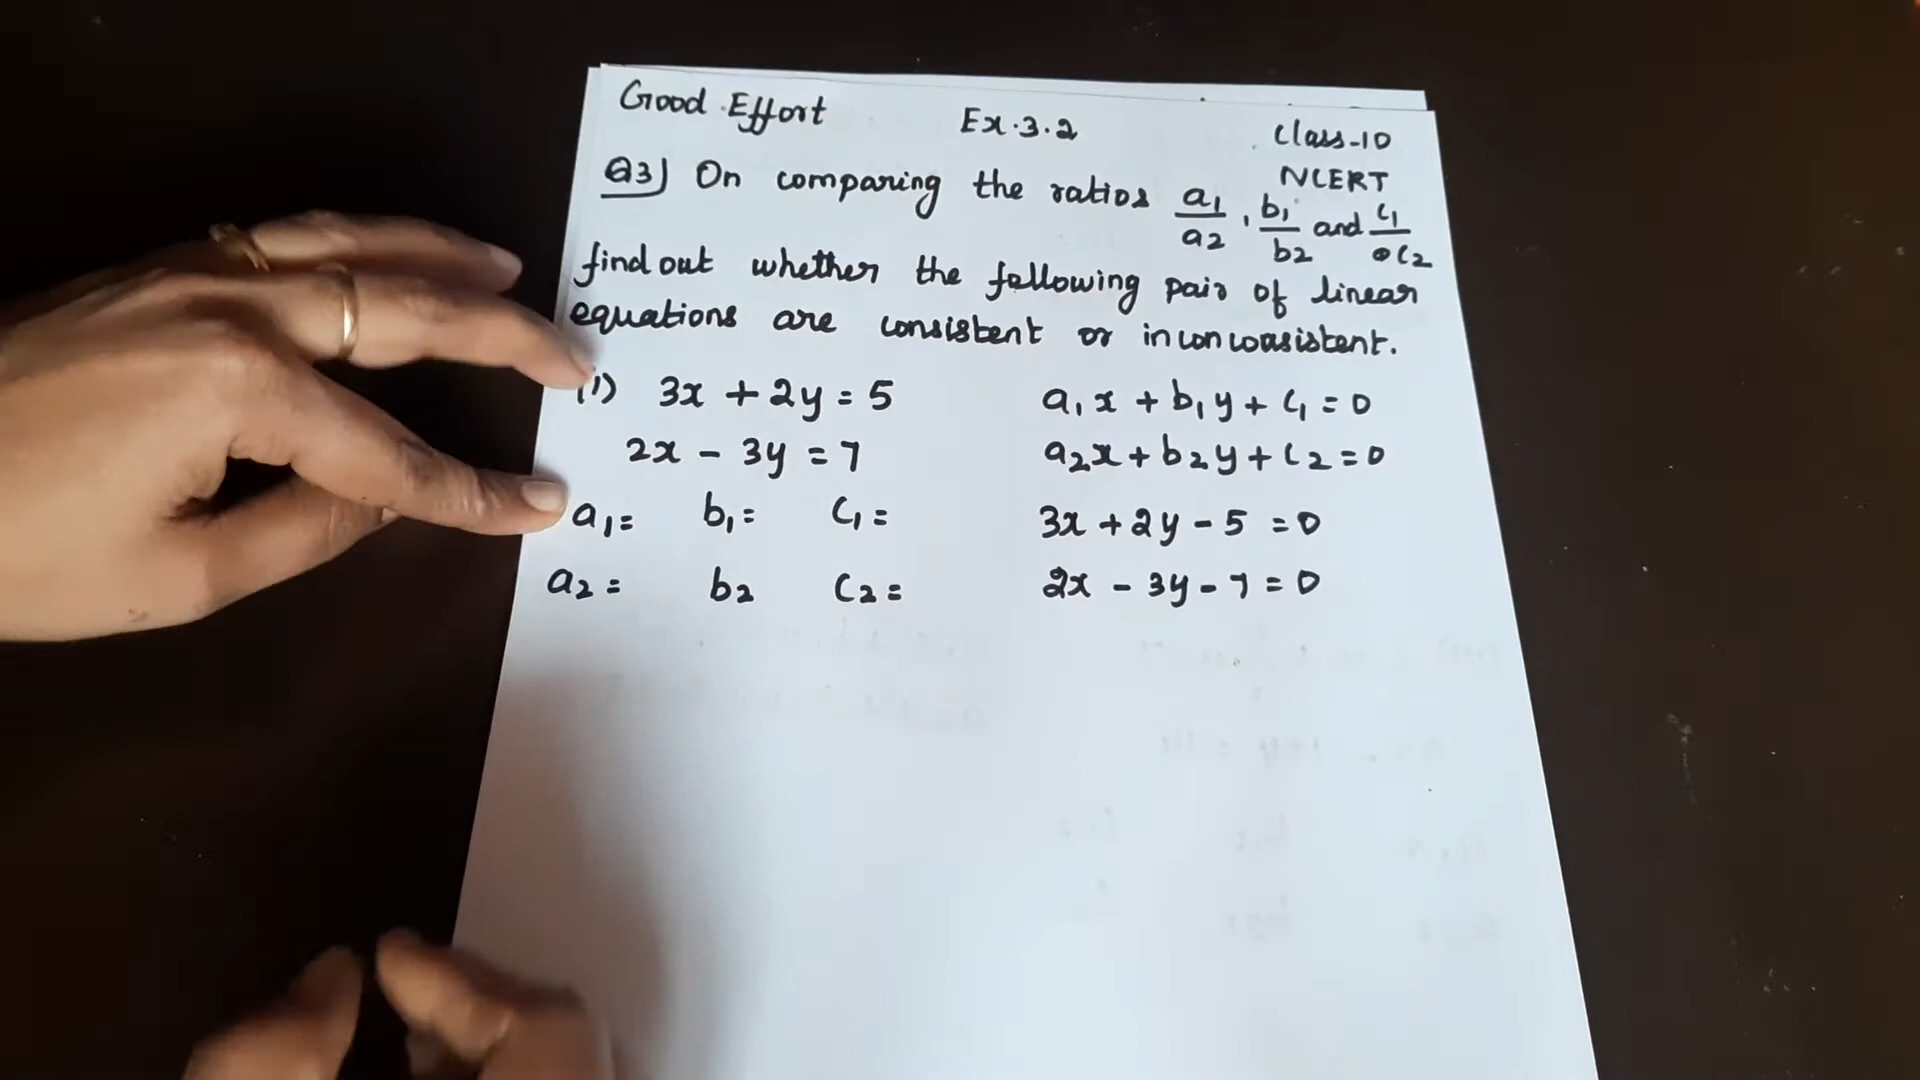 Good Effort Ex.3.2 Class-10
NCERT
Q3) On comparing the ratios a1/a2, b1/b2 and c1/c2
find out whether the following pair of linear
equations are consistent or inconconsistent.
(i) 3x + 2y = 5 a1x + b1y + c1 = 0
2x - 3y = 7 a2x + b2y + c2 = 0
a1 = b1 = c1 = 3x + 2y - 5 = 0
a2 = b2 c2 = 2x - 3y - 7 = 0